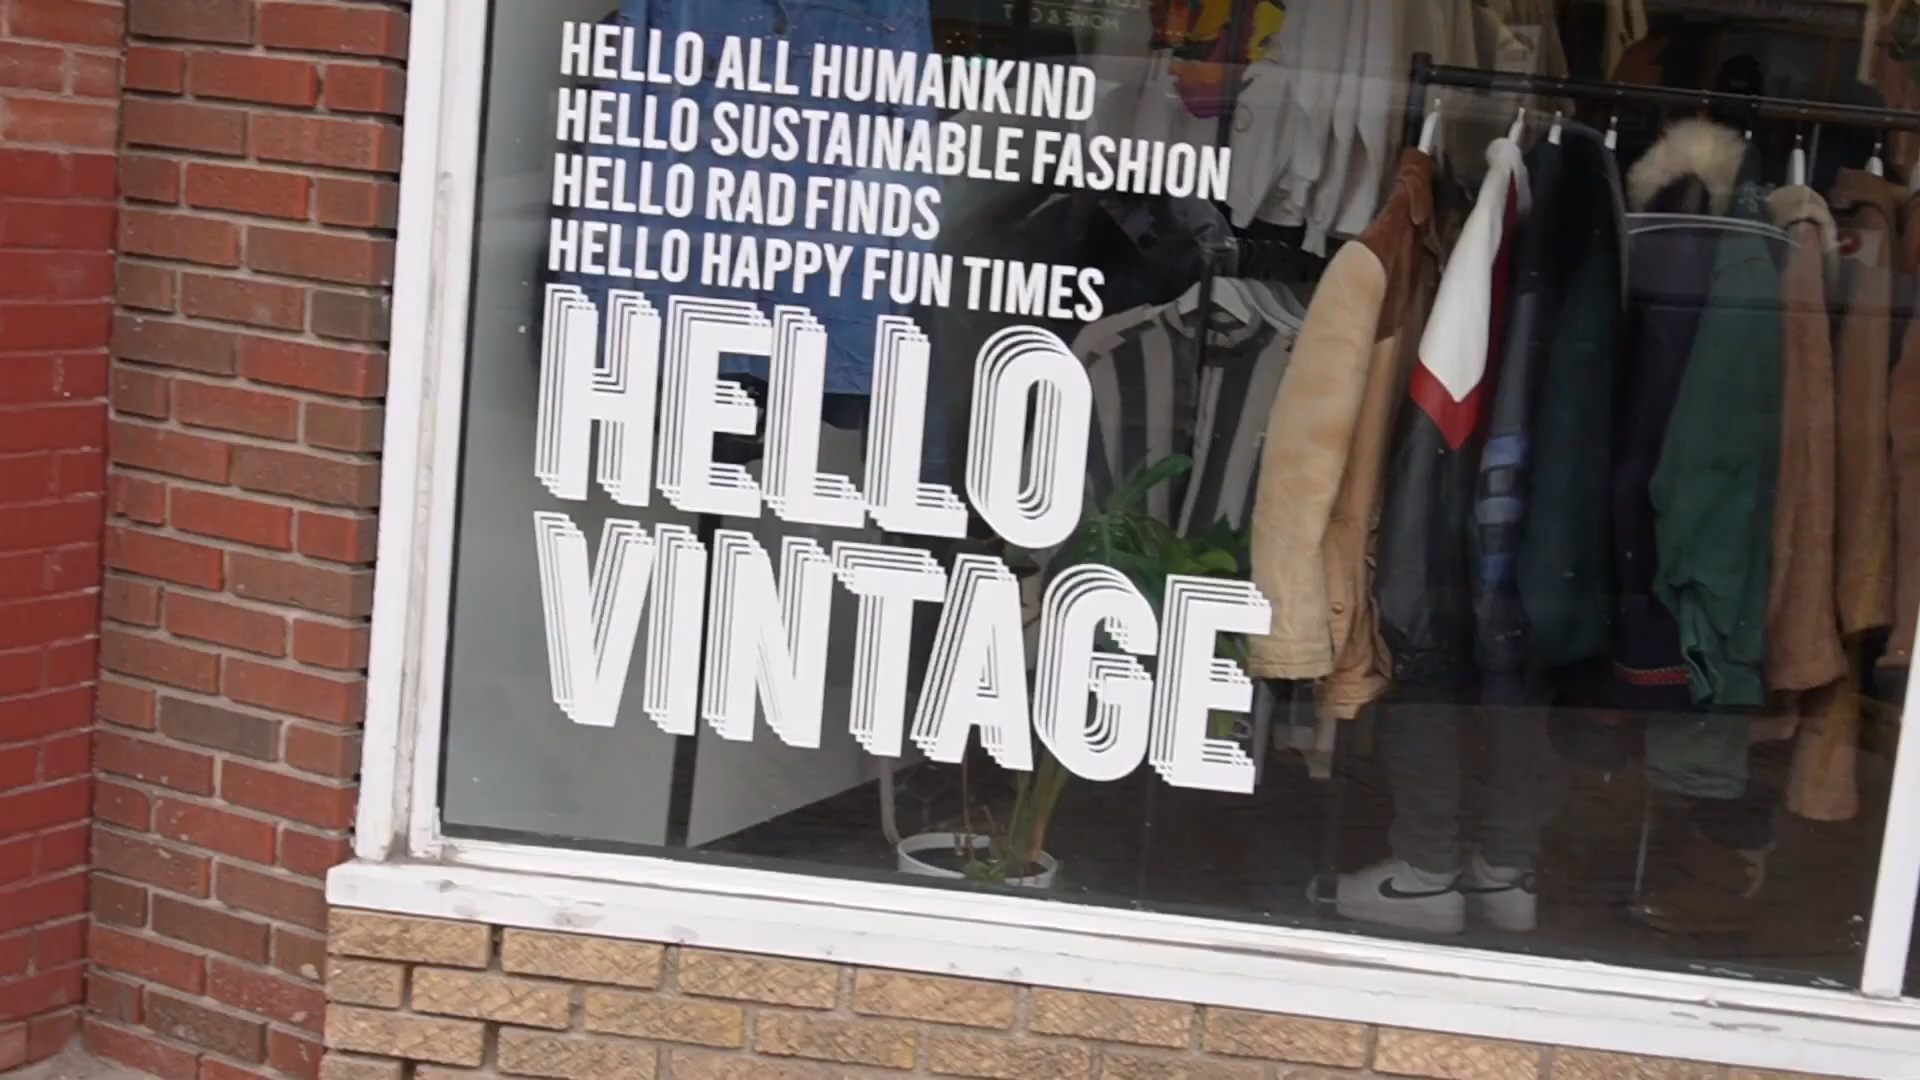 HELLO ALL HUMANKIND
HELLO SUSTAINABLE FASHION
HELLO RAD FINDS
HELLO HAPPY FUN TIMES
HELLO
VINTAGE